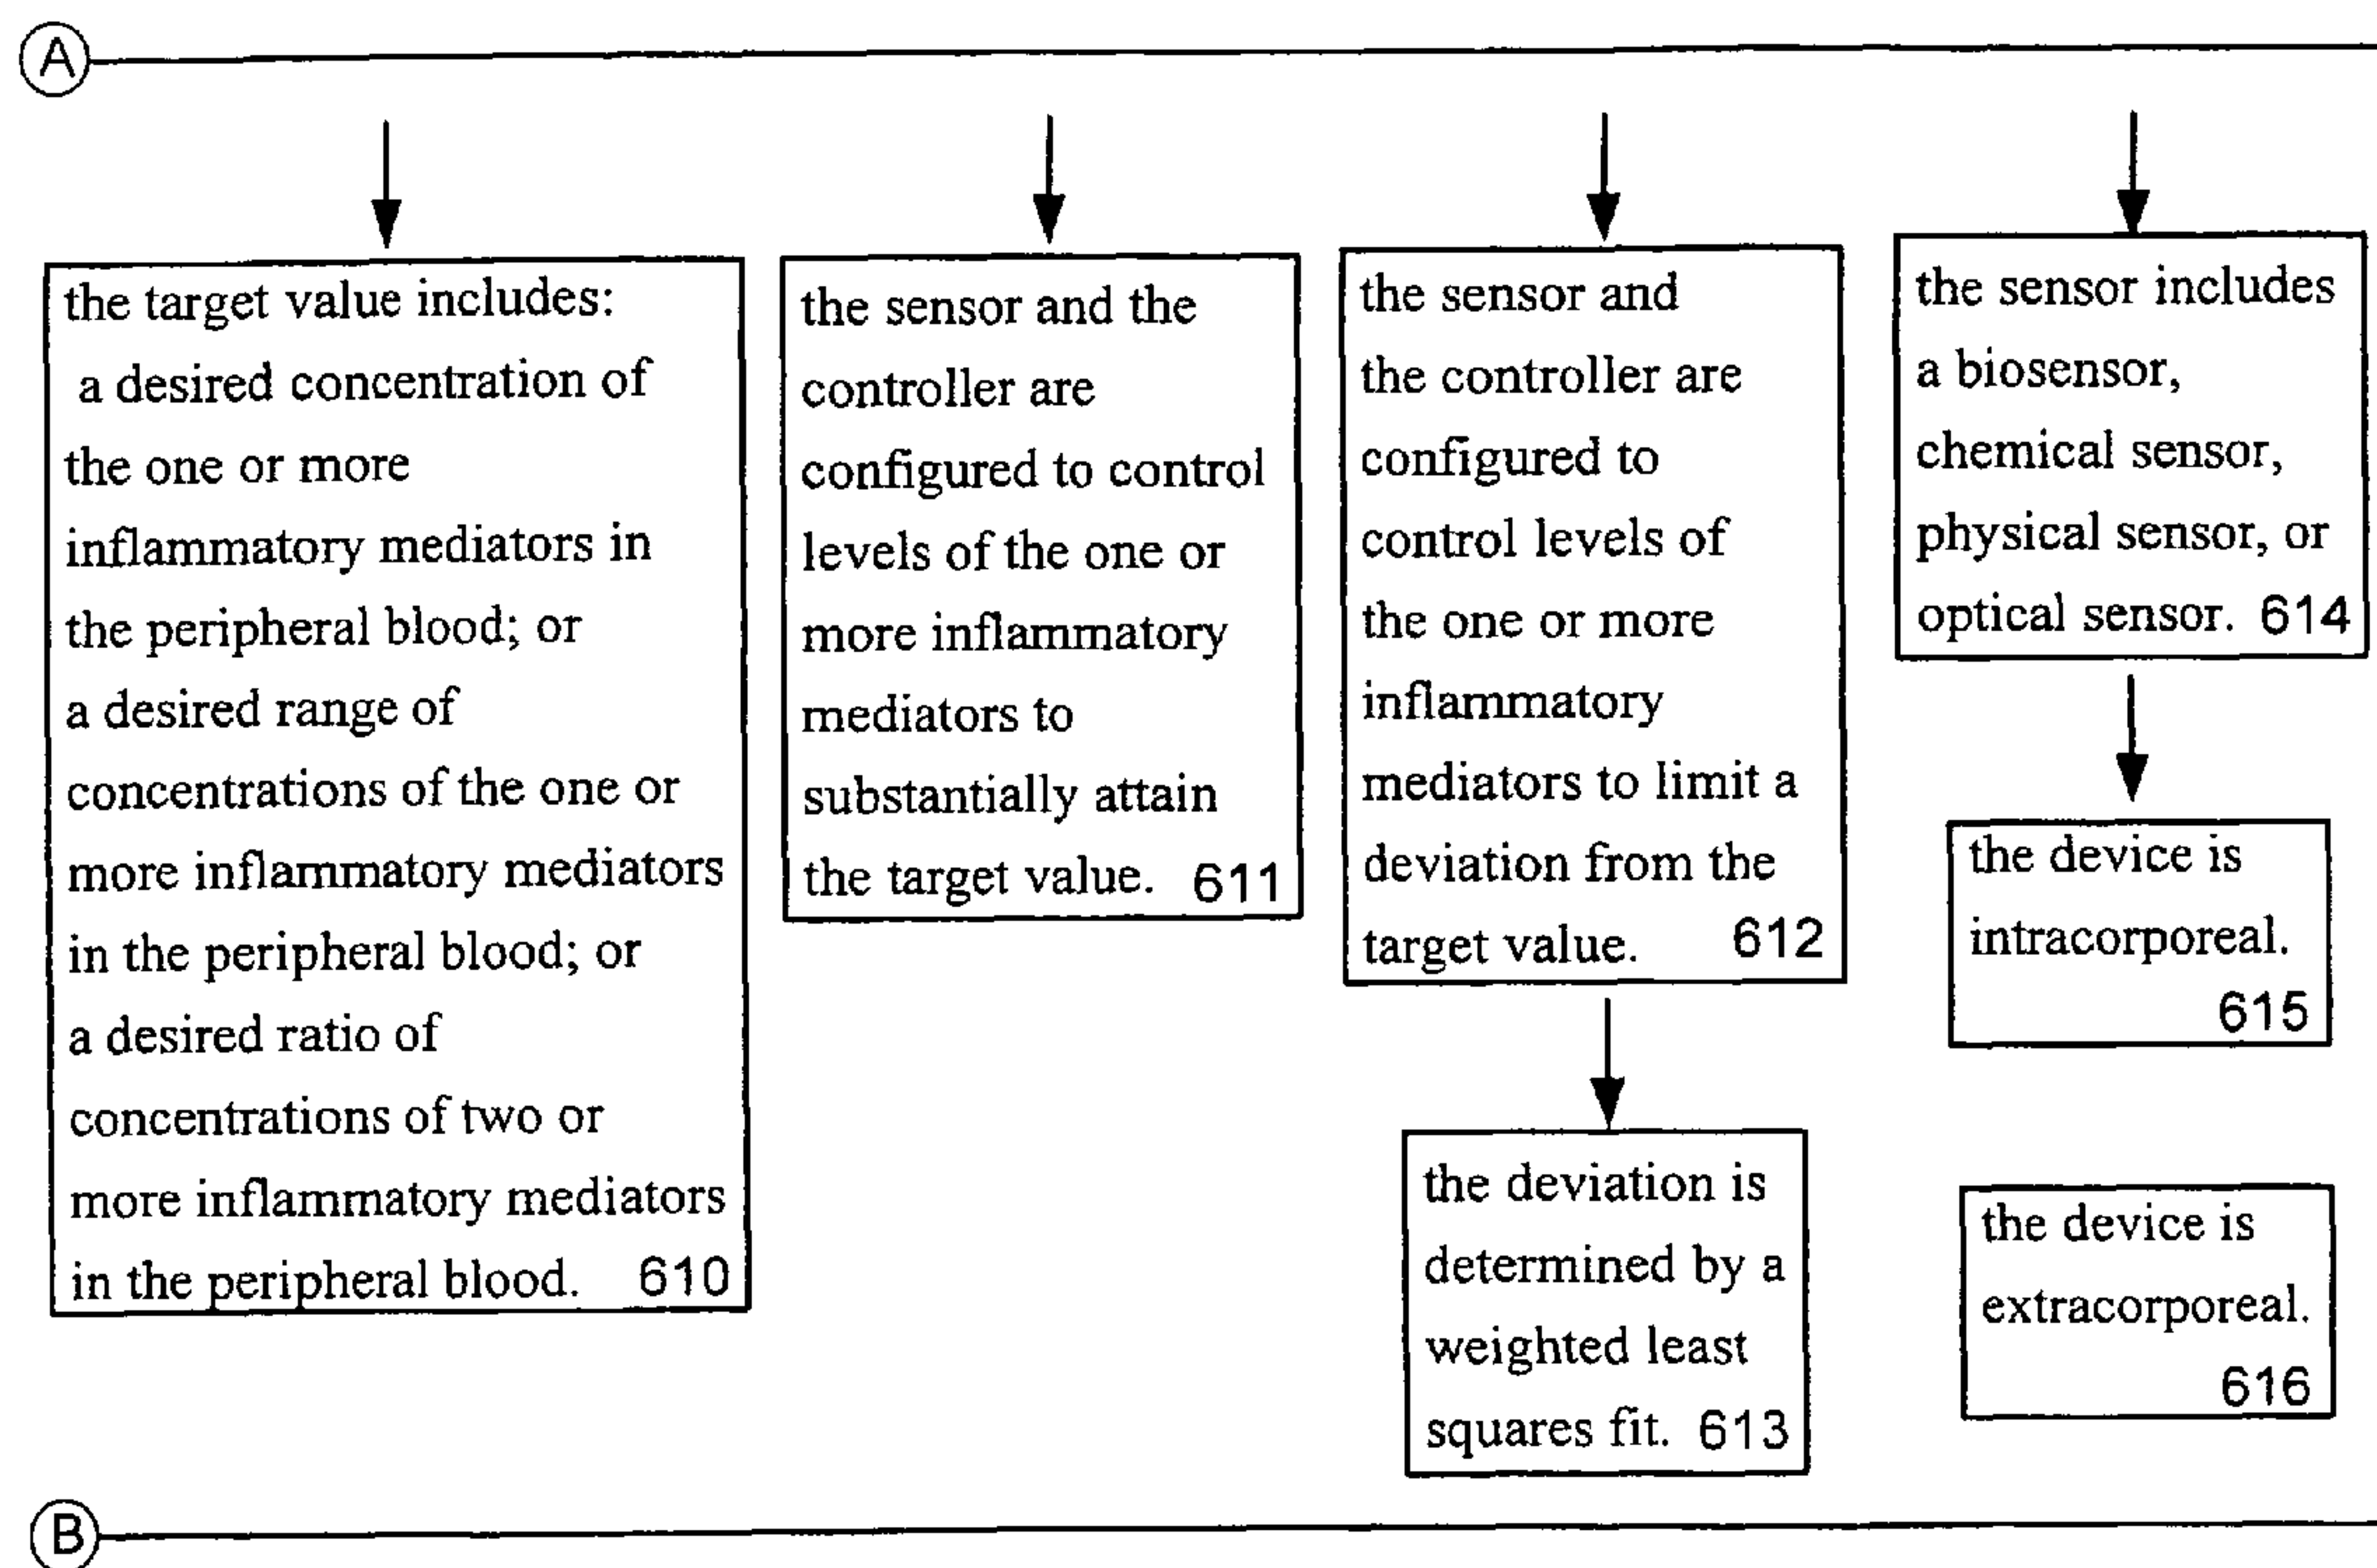 A
the target value includes:
a desired concentration of
the one or more
inflammatory mediators in
the peripheral blood; or
a desired range of
concentrations of the one or
more inflammatory mediators
in the peripheral blood; or
a desired ratio of
concentrations of two or
more inflammatory mediators
in the peripheral blood. 610
the sensor and the
controller are
configured to control
levels of the one or
more inflammatory
mediators to
substantially attain
the target value. 611
the sensor and
the controller are
configured to
control levels of
the one or more
inflammatory
mediators to limit a
deviation from the
target value. 612
the deviation is
determined by a
weighted least
squares fit. 613
the sensor includes
a biosensor,
chemical sensor,
physical sensor, or
optical sensor. 614
the device is
intracorporeal.
615
the device is
extracorporeal.
616
B